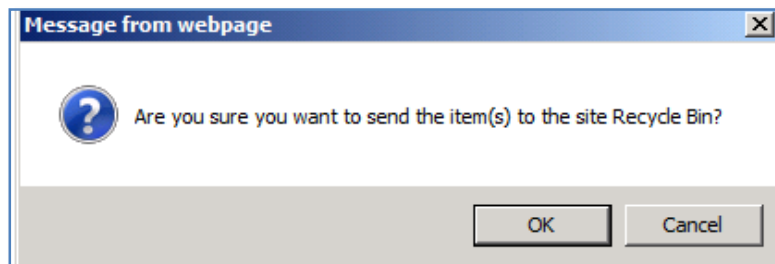 Message from webpage
Are you sure you want to send the item(s) to the site Recycle Bin?
OK Cancel